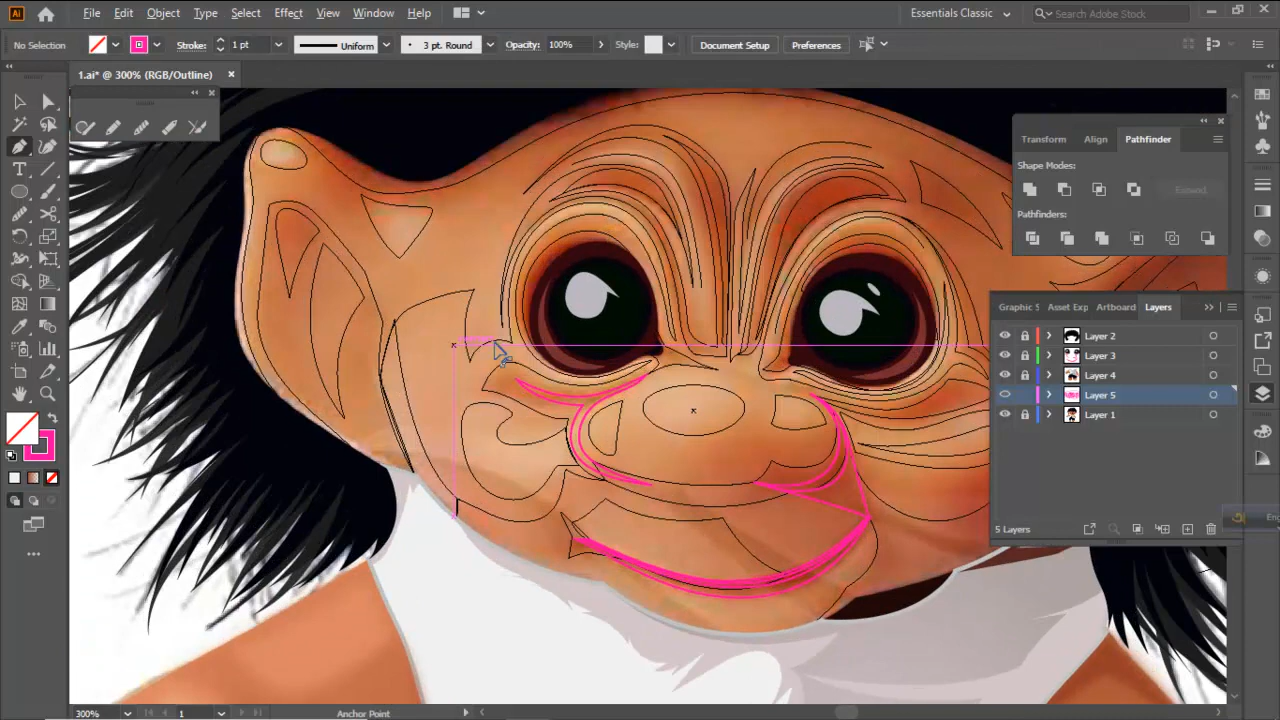 Ai File Edit Object Type Select Effect View Window Help Essentials Classic Search Adobe Stock
No Selection Stroke: 1 pt Uniform 3 pt. Round Opacity: 100% Style: Document Setup Preferences
1.ai* @ 300% (RGB/Outline)
Transform Align Pathfinder
Shape Modes:
Expand
Pathfinders:
Graphic S Asset Exp Artboard Layers
Layer 2
Layer 3
Layer 4
Layer 5
Layer 1
5 Layers
300% 1 Anchor Point